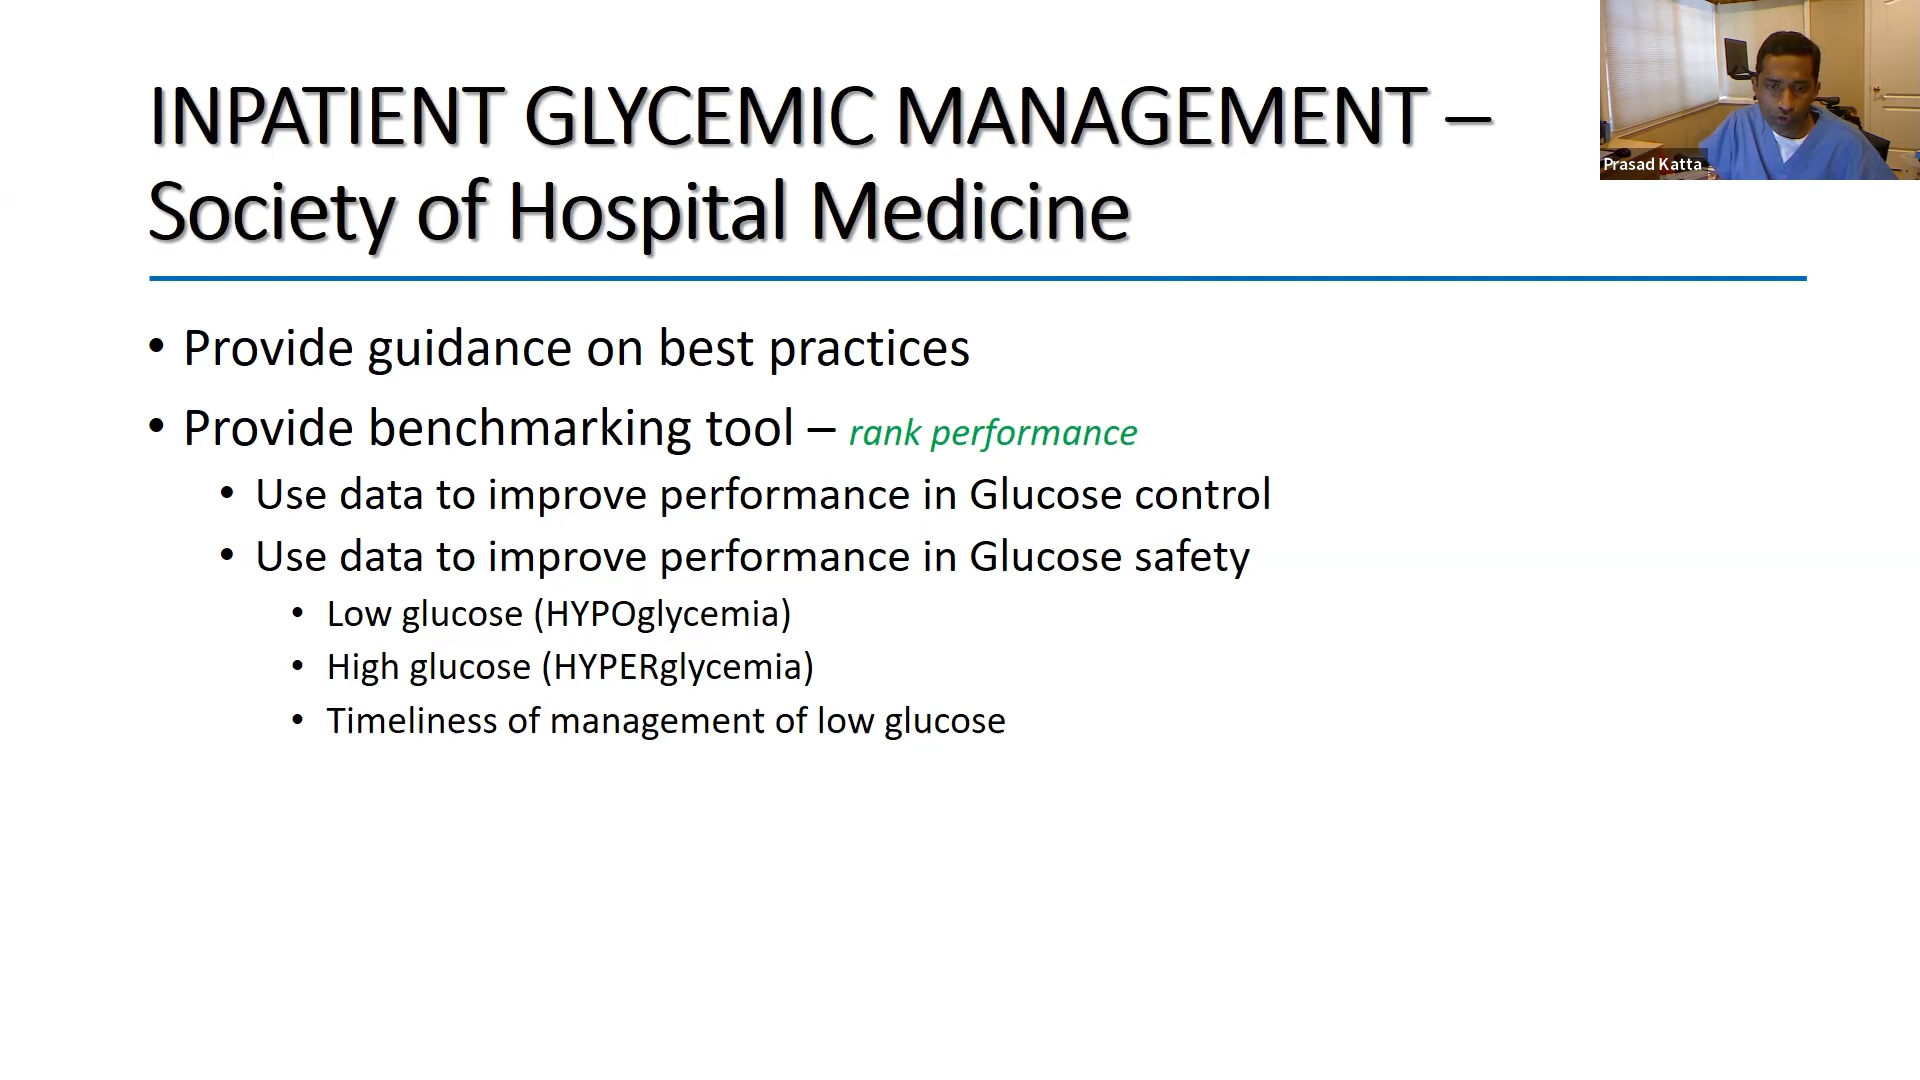 INPATIENT GLYCEMIC MANAGEMENT –
Society of Hospital Medicine
Prasad Katta
• Provide guidance on best practices
• Provide benchmarking tool – rank performance
• Use data to improve performance in Glucose control
• Use data to improve performance in Glucose safety
• Low glucose (HYPOglycemia)
• High glucose (HYPERglycemia)
• Timeliness of management of low glucose